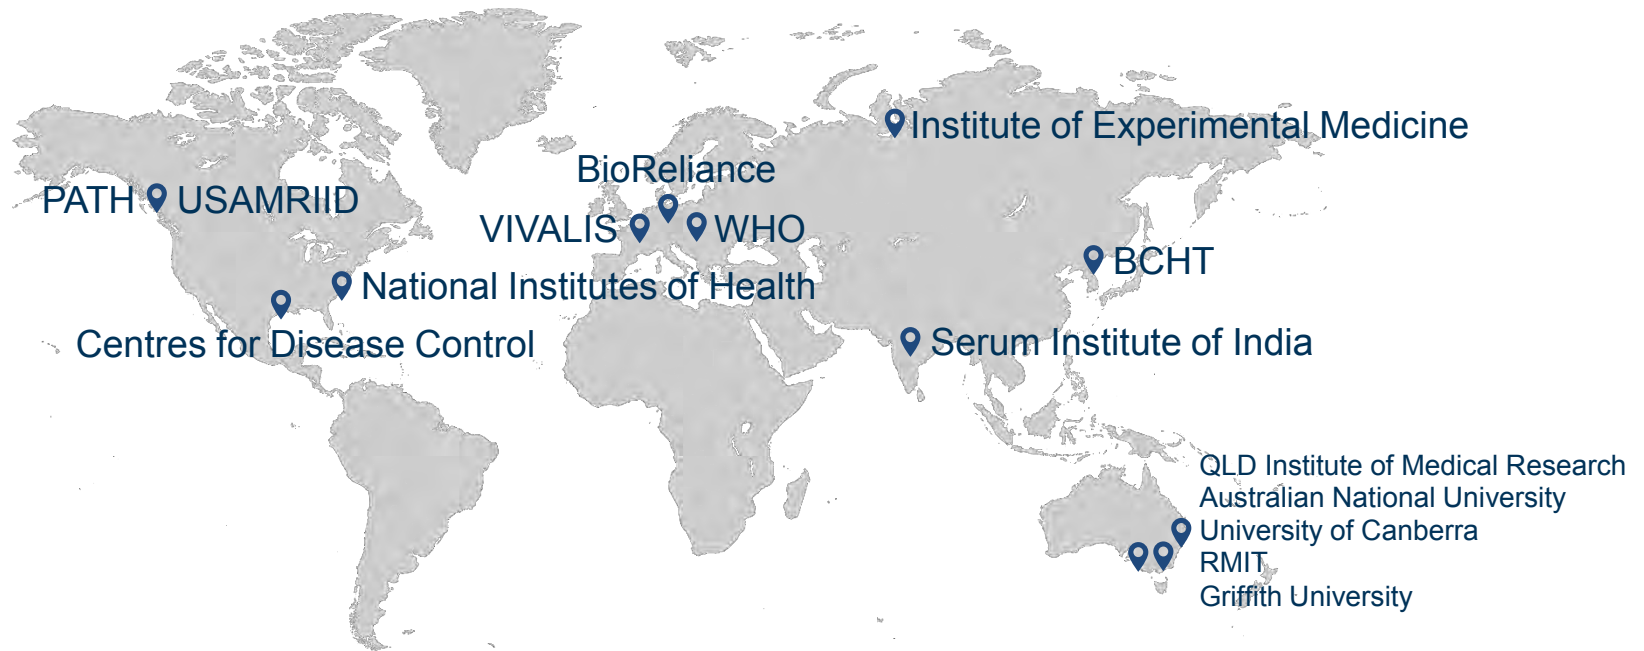 Institute of Experimental Medicine
BioReliance
PATH USAMRIID
VIVALIS WHO
BCHT
National Institutes of Health
Centres for Disease Control
Serum Institute of India
QLD Institute of Medical Research
Australian National University
University of Canberra
RMIT
Griffith University